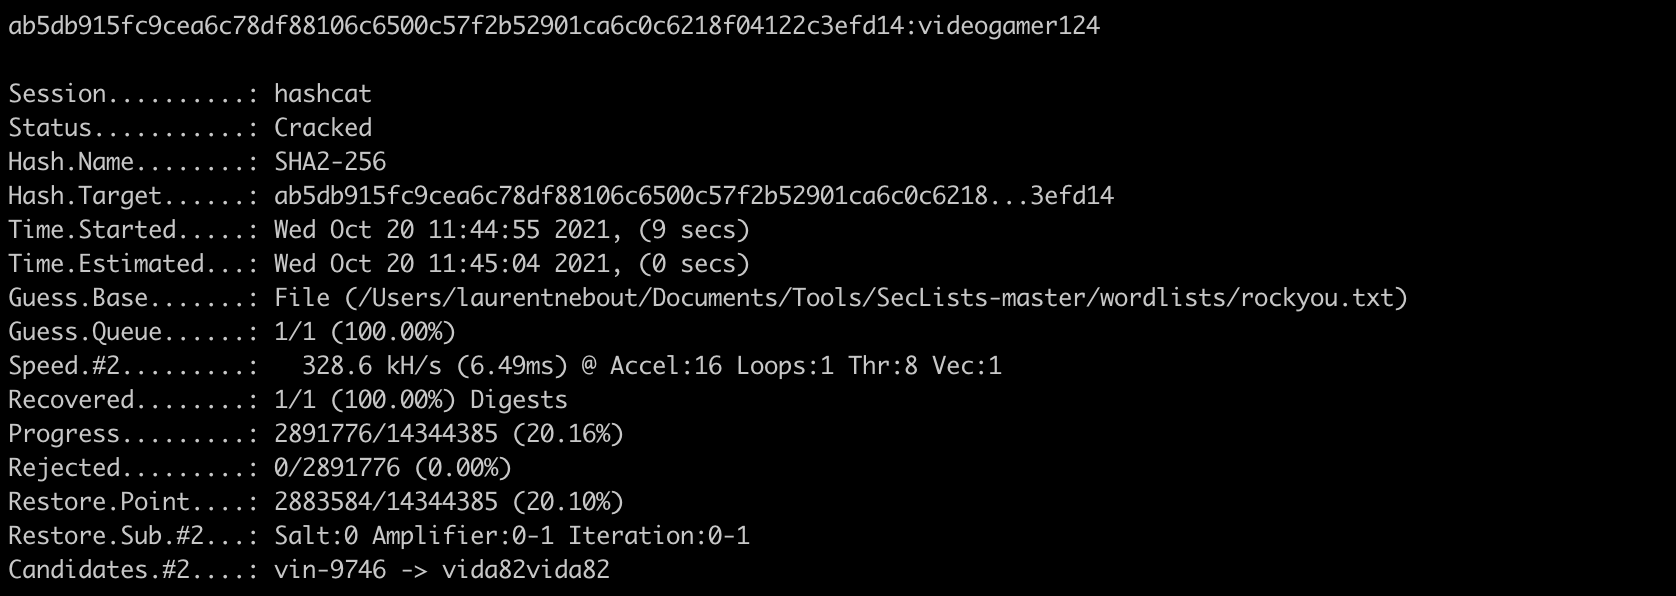 ab5db915fc9cea6c78df88106c6500c57f2b52901ca6c0c6218f04122c3efd14:videogamer124
Session..........: hashcat
Status...........: Cracked
Hash.Name........: SHA2-256
Hash.Target......: ab5db915fc9cea6c78df88106c6500c57f2b52901ca6c0c6218...3efd14
Time.Started.....: Wed Oct 20 11:44:55 2021, (9 secs)
Time.Estimated...: Wed Oct 20 11:45:04 2021, (0 secs)
Guess.Base.......: File (/Users/laurentnebout/Documents/Tools/SecLists-master/wordlists/rockyou.txt)
Guess.Queue......: 1/1 (100.00%)
Speed.#2.........:   328.6 kH/s (6.49ms) @ Accel:16 Loops:1 Thr:8 Vec:1
Recovered........: 1/1 (100.00%) Digests
Progress.........: 2891776/14344385 (20.16%)
Rejected.........: 0/2891776 (0.00%)
Restore.Point....: 2883584/14344385 (20.10%)
Restore.Sub.#2...: Salt:0 Amplifier:0-1 Iteration:0-1
Candidates.#2....: vin-9746 -> vida82vida82